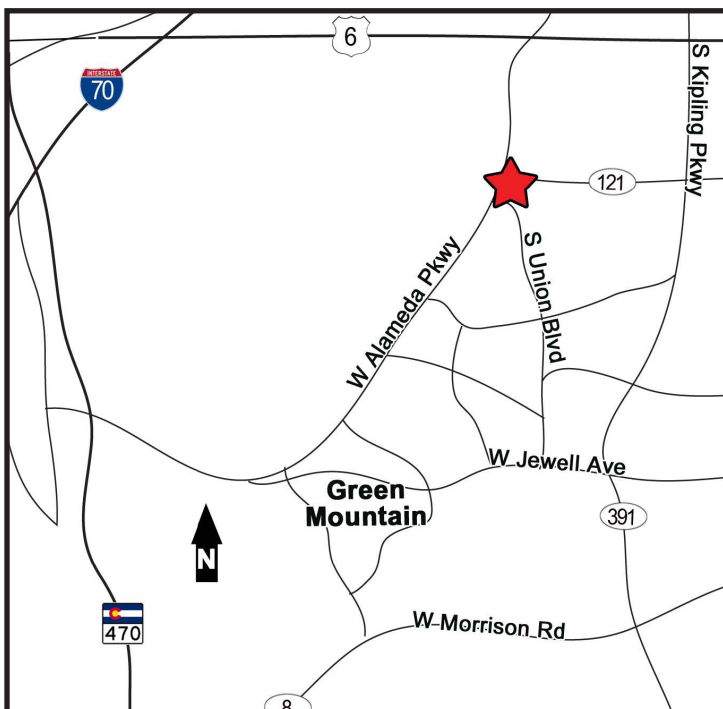 6
INTERSTATE
70
S Kipling Pkwy
121
S Union Blvd
W Alameda Pkwy
W Jewell Ave
Green
Mountain
391
N
470
W Morrison Rd
8